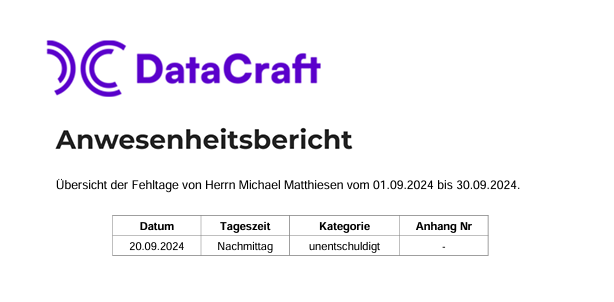 DataCraft
Anwesenheitsbericht
Übersicht der Fehltage von Herrn Michael Matthiesen vom 01.09.2024 bis 30.09.2024.
Datum Tageszeit Kategorie Anhang Nr
20.09.2024 Nachmittag unentschuldigt -